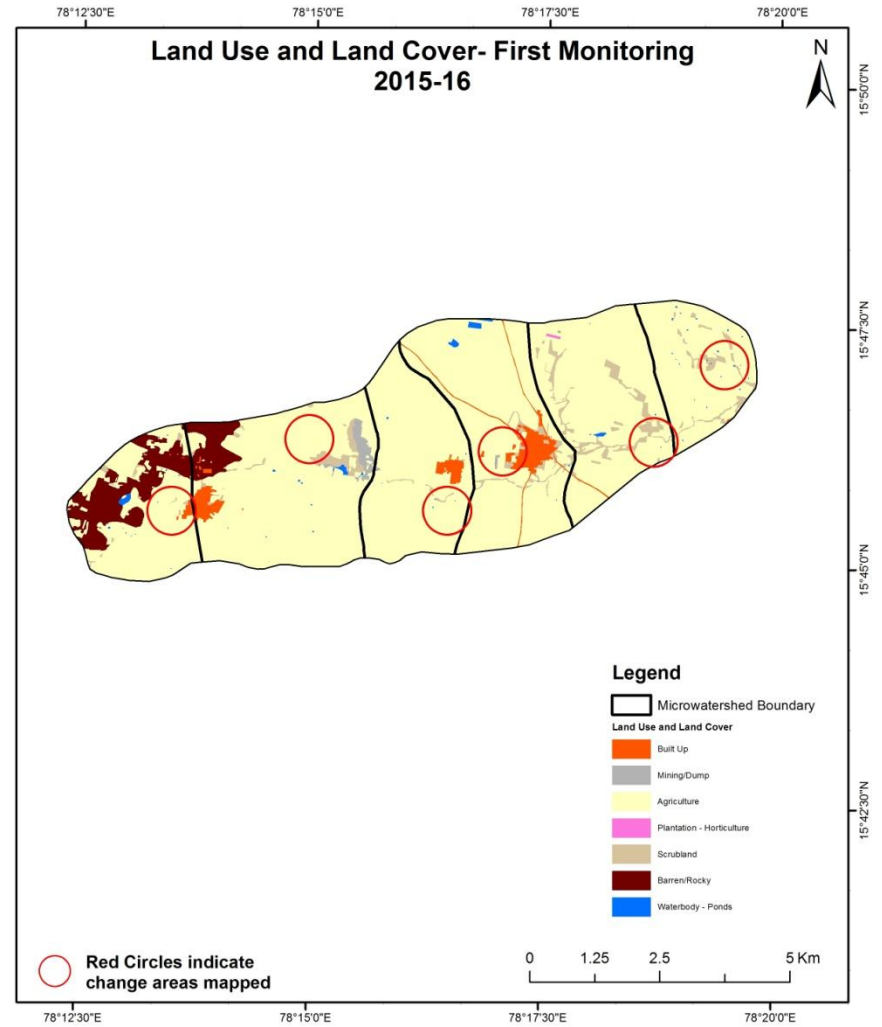 78°12'30"E 78°15'0"E 78°17'30"E 78°20'0"E
Land Use and Land Cover- First Monitoring
2015-16
N
15°50'0"N
15°47'30"N
15°45'0"N
15°42'30"N
Legend
Microwatershed Boundary
Land Use and Land Cover
Built Up
Mining/Dump
Agriculture
Plantation - Horticulture
Scrubland
Barren/Rocky
Waterbody - Ponds
Red Circles indicate
change areas mapped
0 1.25 2.5 5 Km
78°12'30"E 78°15'0"E 78°17'30"E 78°20'0"E